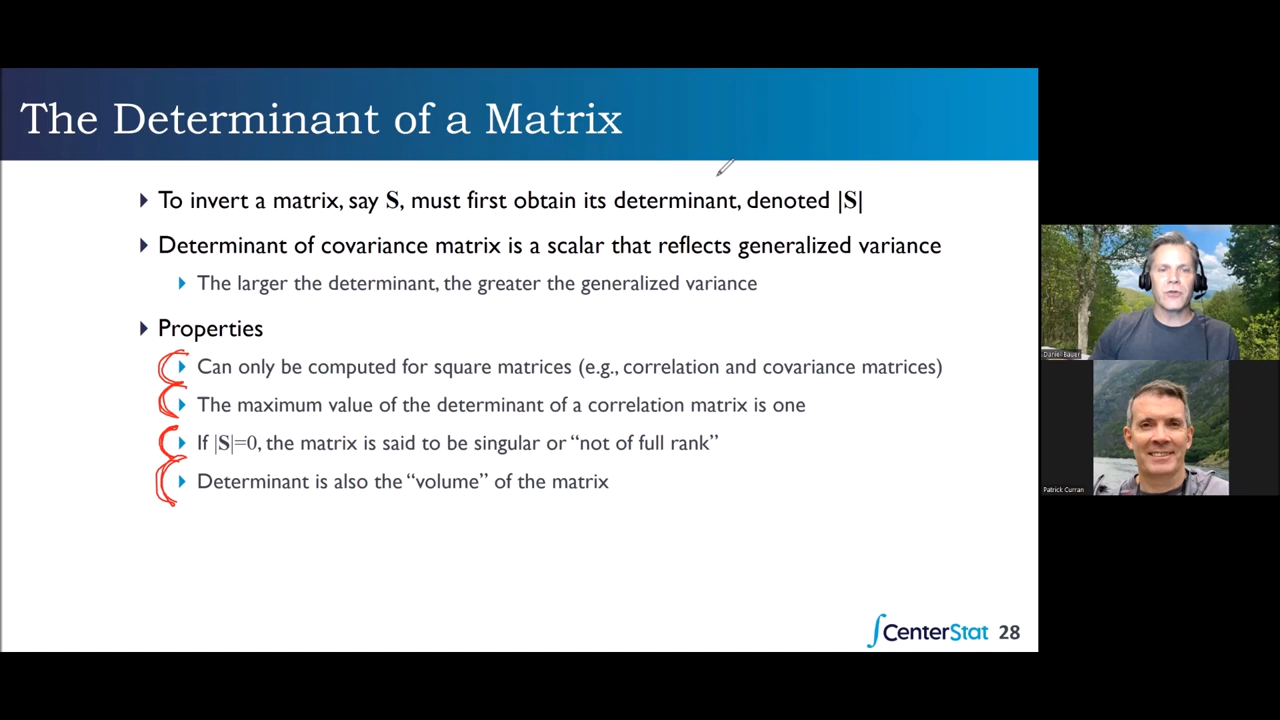 The Determinant of a Matrix
To invert a matrix, say S, must first obtain its determinant, denoted |S|
Determinant of covariance matrix is a scalar that reflects generalized variance
The larger the determinant, the greater the generalized variance
Properties
Can only be computed for square matrices (e.g., correlation and covariance matrices)
The maximum value of the determinant of a correlation matrix is one
If |S|=0, the matrix is said to be singular or “not of full rank”
Determinant is also the “volume” of the matrix
CenterStat 28
Daniel Bauer
Patrick Curran